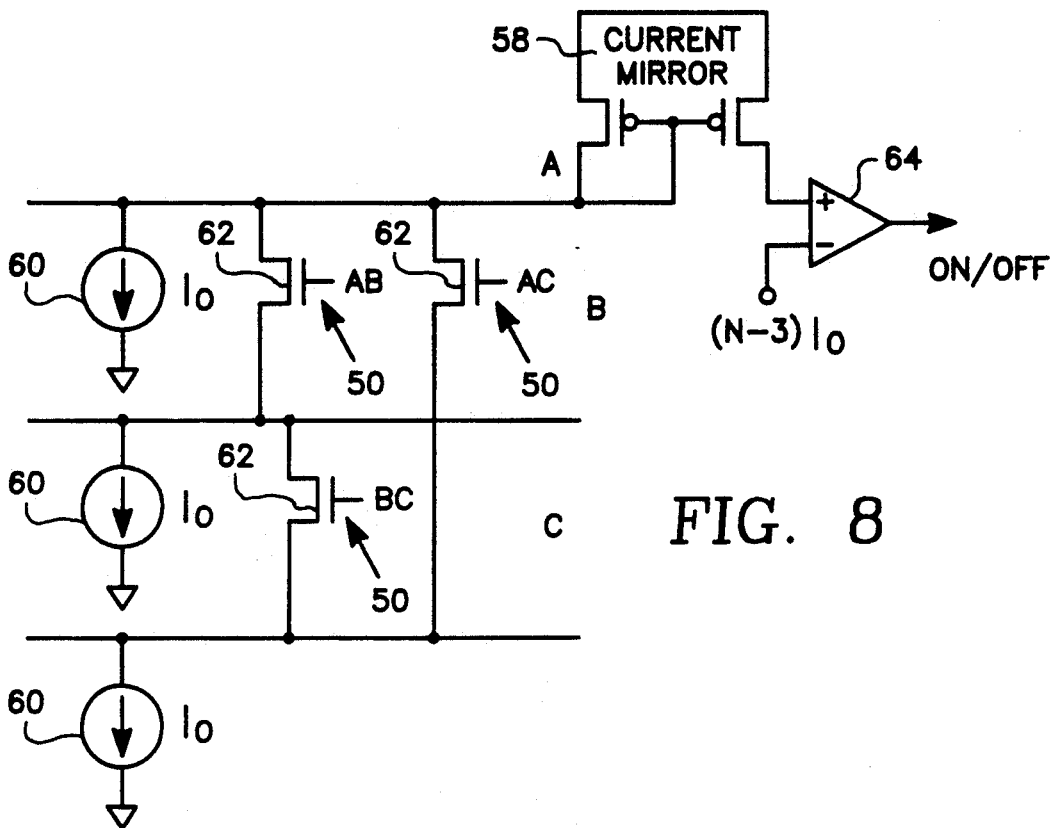 58 CURRENT
MIRROR
A
64
+
−
ON/OFF
(N−3) I0
60 I0 62 AB 62 AC
B
50 50
60 I0 62 BC
C
50
FIG. 8
60 I0